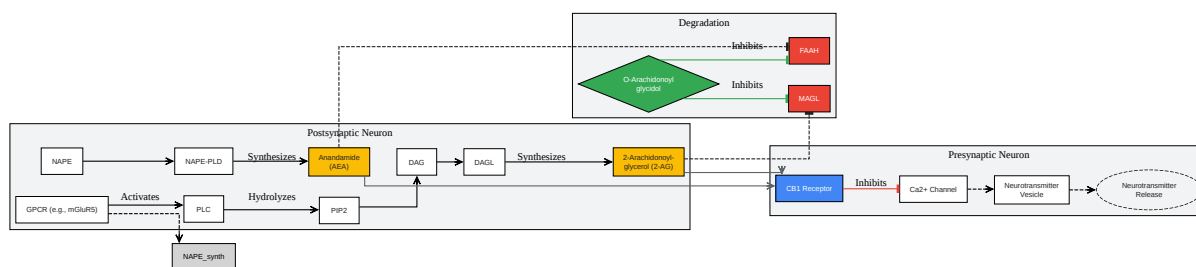 Degradation
Inhibits
FAAH
O-Arachidonoyl
glycidol
Inhibits
MAGL
Postsynaptic Neuron
NAPE
NAPE-PLD
Synthesizes
Anandamide
(AEA)
DAG
DAGL
Synthesizes
2-Arachidonoyl-
glycerol (2-AG)
GPCR (e.g., mGluR5)
Activates
PLC
Hydrolyzes
PIP2
NAPE_synth
Presynaptic Neuron
CB1 Receptor
Inhibits
Ca2+ Channel
Neurotransmitter
Vesicle
Neurotransmitter
Release